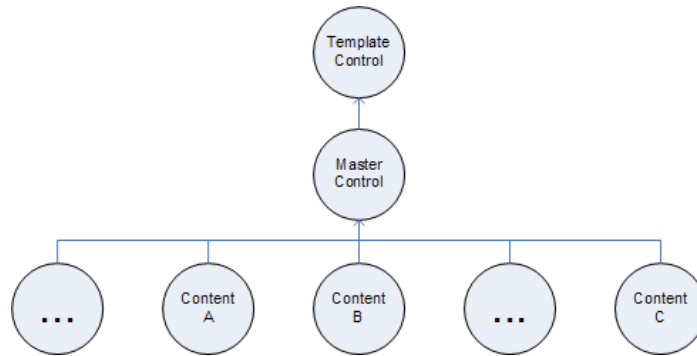 Template
Control
Master
Control
...
Content
A
Content
B
...
Content
C